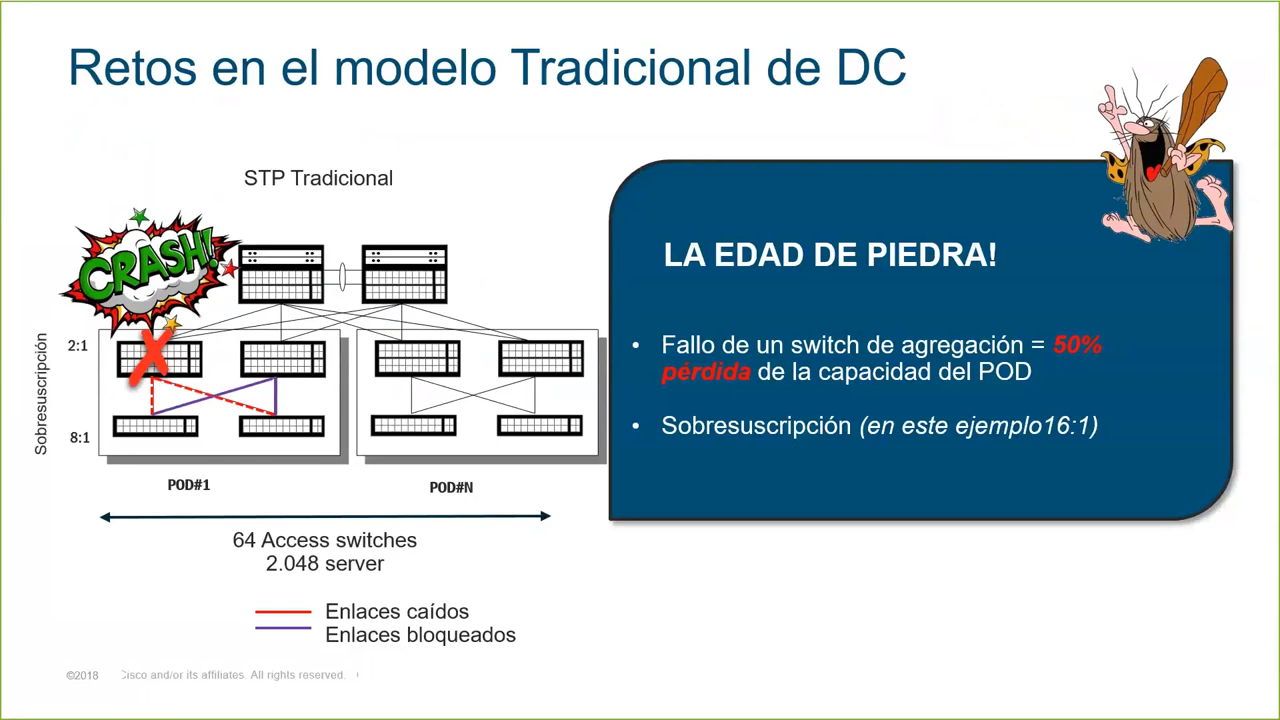 Retos en el modelo Tradicional de DC
STP Tradicional
CRASH!
LA EDAD DE PIEDRA!
Sobresuscripción
2:1
8:1
• Fallo de un switch de agregación = 50%
pérdida de la capacidad del POD
• Sobresuscripción (en este ejemplo16:1)
POD#1
POD#N
64 Access switches
2.048 server
Enlaces caídos
Enlaces bloqueados
©2018 Cisco and/or its affiliates. All rights reserved.